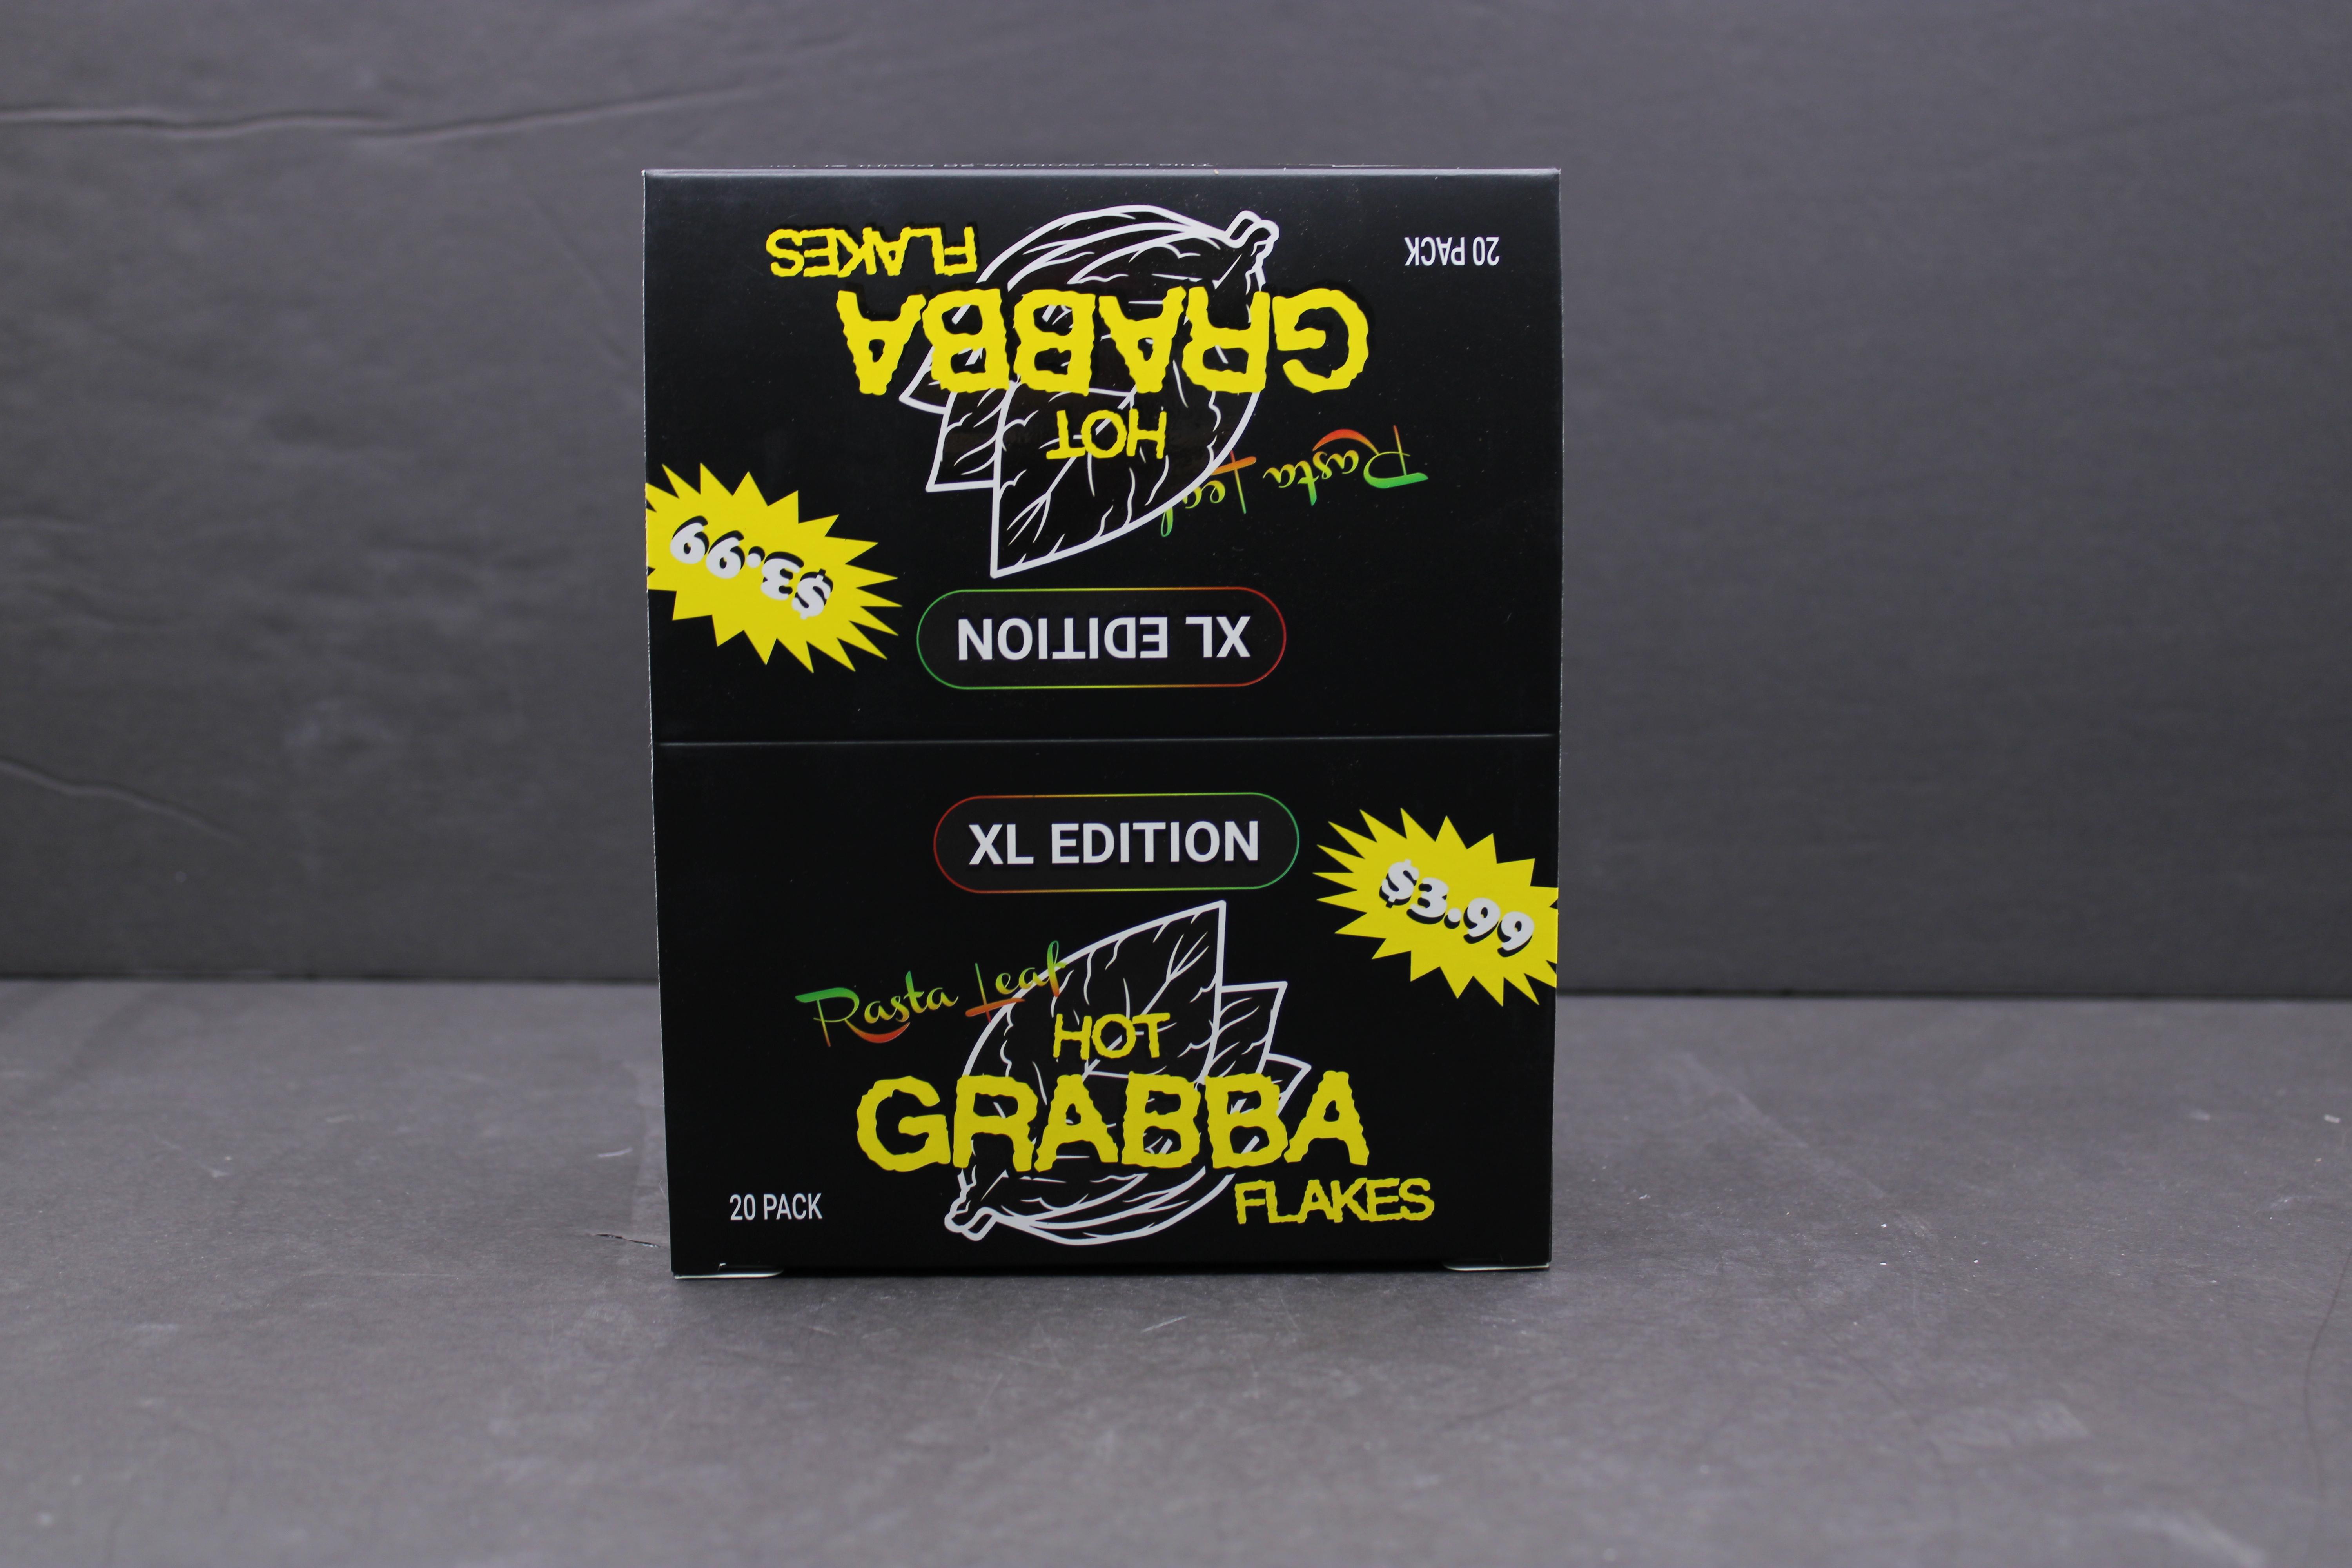 FLAKES
20 PACK
GRABBA
HOT
Rasta Leaf
$3.99
XL EDITION
XL EDITION
$3.99
Rasta Leaf
HOT
GRABBA
FLAKES
20 PACK